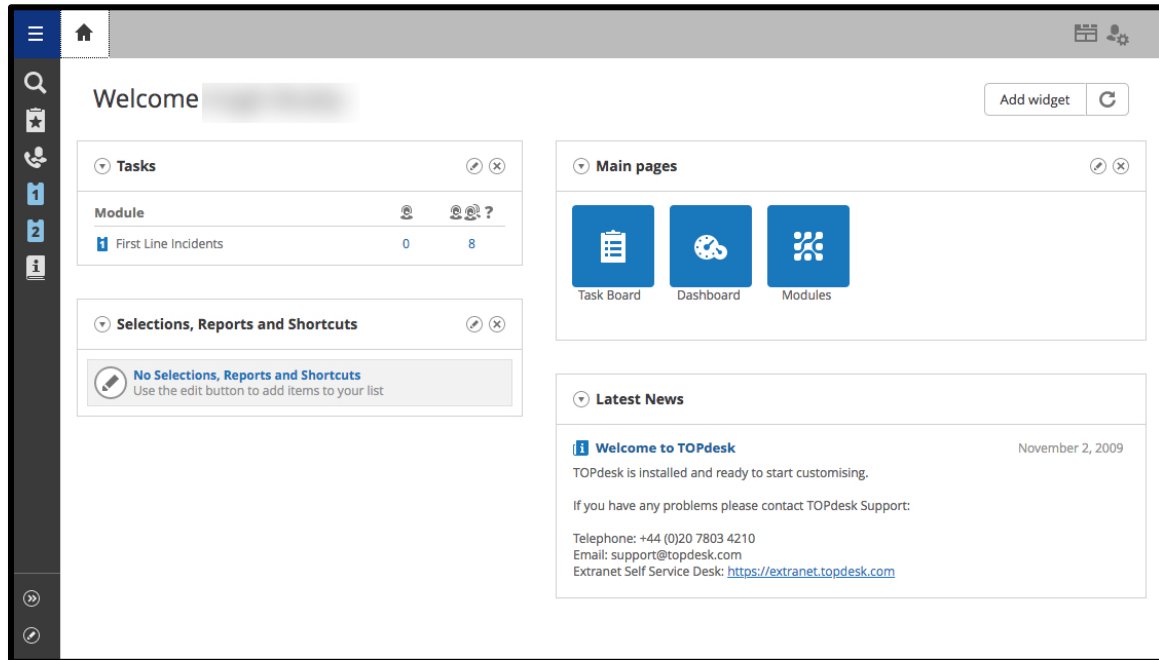 Welcome
Add widget
Tasks
Module
?
First Line Incidents 0 8
Selections, Reports and Shortcuts
No Selections, Reports and Shortcuts
Use the edit button to add items to your list
Main pages
Task Board Dashboard Modules
Latest News
Welcome to TOPdesk November 2, 2009
TOPdesk is installed and ready to start customising.
If you have any problems please contact TOPdesk Support:
Telephone: +44 (0)20 7803 4210
Email: support@topdesk.com
Extranet Self Service Desk: https://extranet.topdesk.com
1
2
i